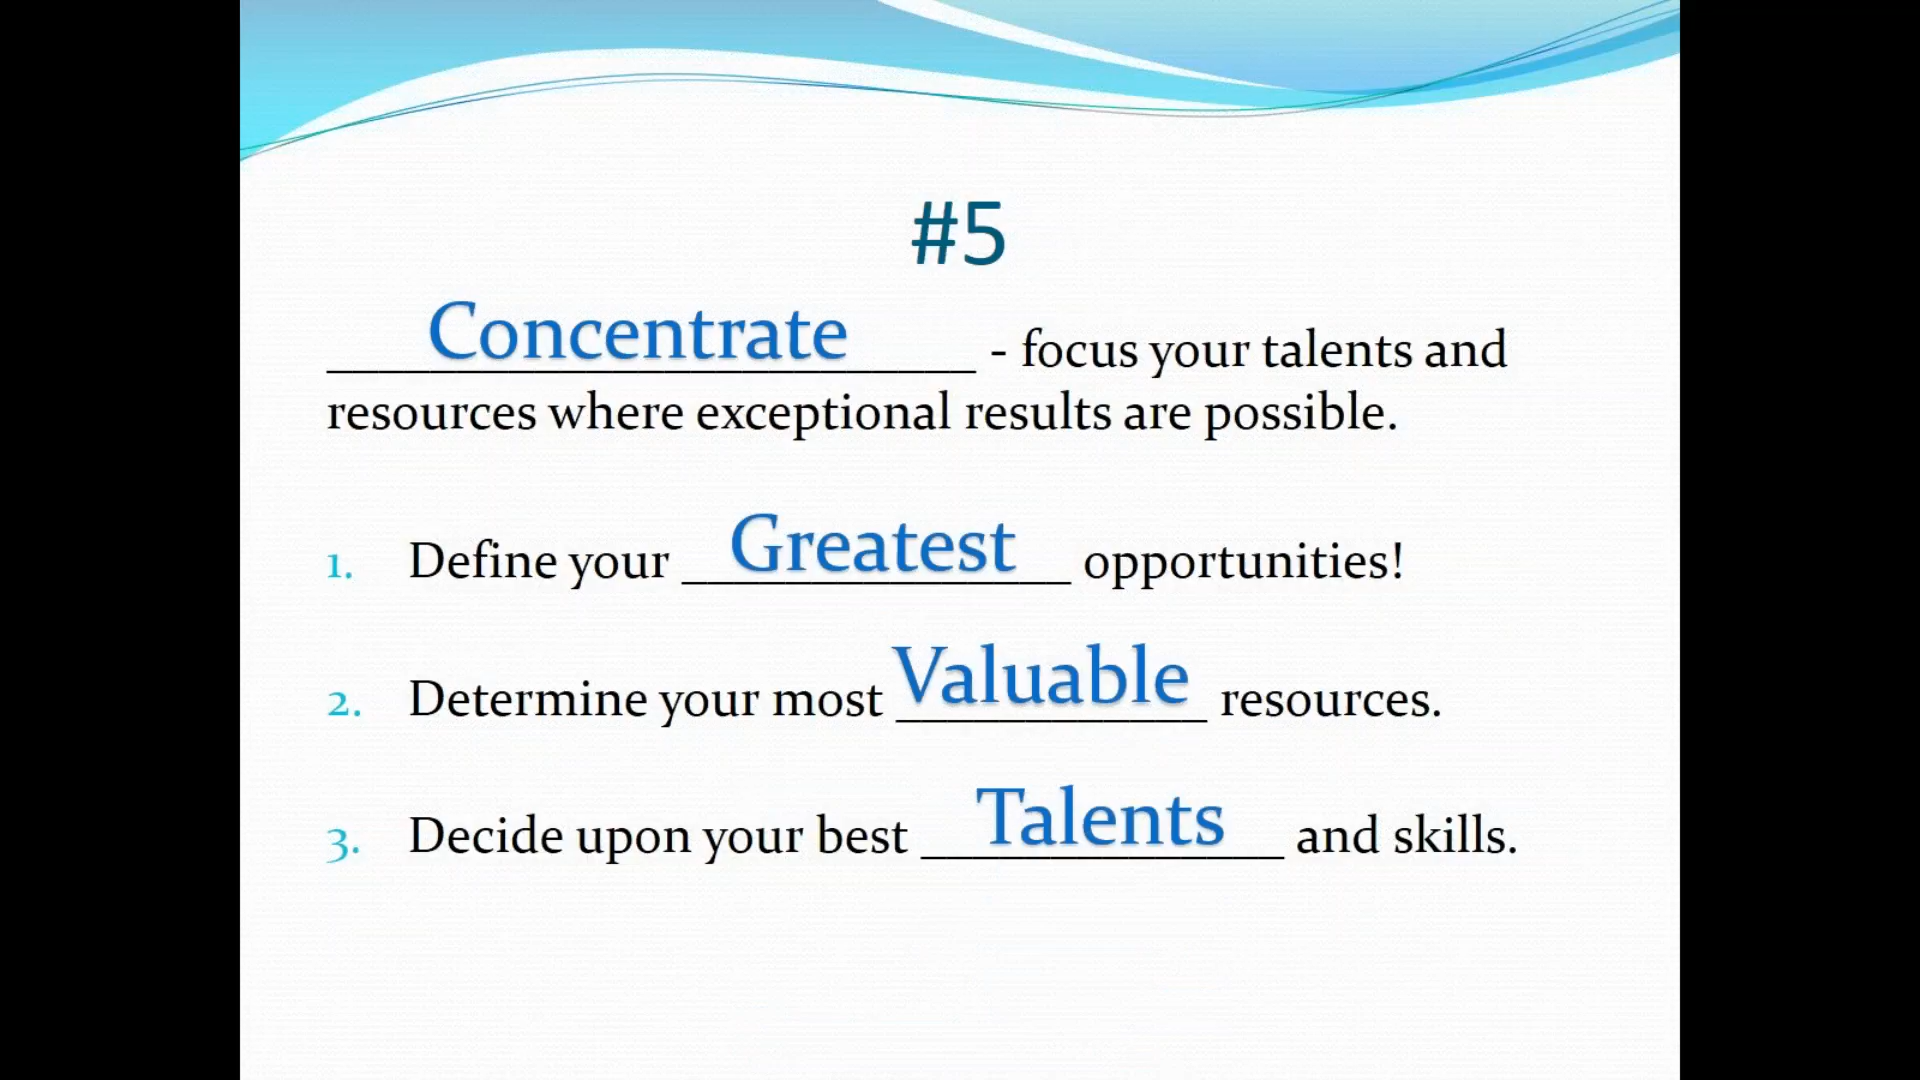 #5
Concentrate - focus your talents and
resources where exceptional results are possible.
1. Define your Greatest opportunities!
2. Determine your most Valuable resources.
3. Decide upon your best Talents and skills.